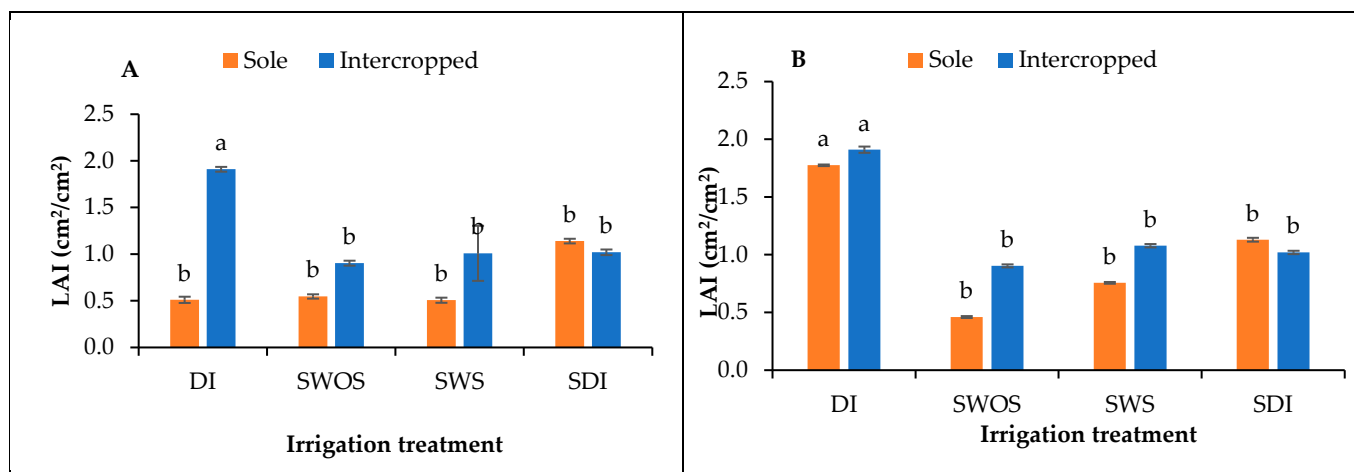 A
Sole Intercropped
LAI (cm²/cm²)
2.5
2.0
1.5
1.0
0.5
0.0
b a b b b b b b
DI SWOS SWS SDI
Irrigation treatment
B
Sole Intercropped
LAI (cm²/cm²)
2.5
2.0
1.5
1.0
0.5
0.0
a a b b b b b b
DI SWOS SWS SDI
Irrigation treatment